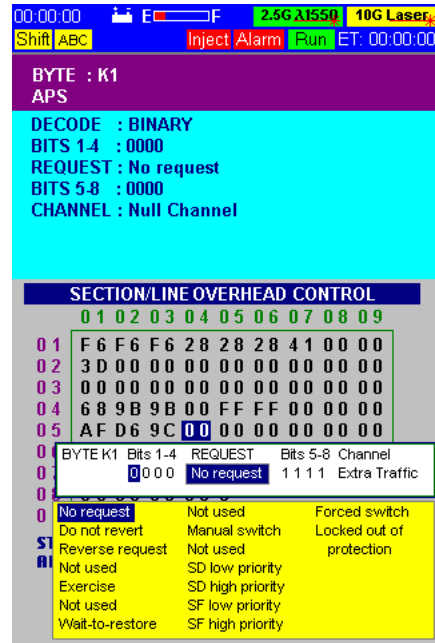 00:00:00 E F 2.5G λ1550 10G Laser
Shift ABC Inject Alarm Run ET: 00:00:00
BYTE : K1
APS
DECODE : BINARY
BITS 1-4 : 0000
REQUEST : No request
BITS 5-8 : 0000
CHANNEL : Null Channel
SECTION/LINE OVERHEAD CONTROL
01 02 03 04 05 06 07 08 09
01 F6 F6 F6 28 28 28 41 00 00
02 3D 00 00 00 00 00 00 00 00
03 00 00 00 00 00 00 00 00 00
04 68 9B 9B 00 FF FF 00 00 00
05 AF D6 9C 00 00 00 00 00 00
BYTE K1 Bits 1-4 REQUEST Bits 5-8 Channel
0000 No request 1111 Extra Traffic
No request Not used Forced switch
Do not revert Manual switch Locked out of
Reverse request Not used protection
Not used SD low priority
Exercise SD high priority
Not used SF low priority
Wait-to-restore SF high priority